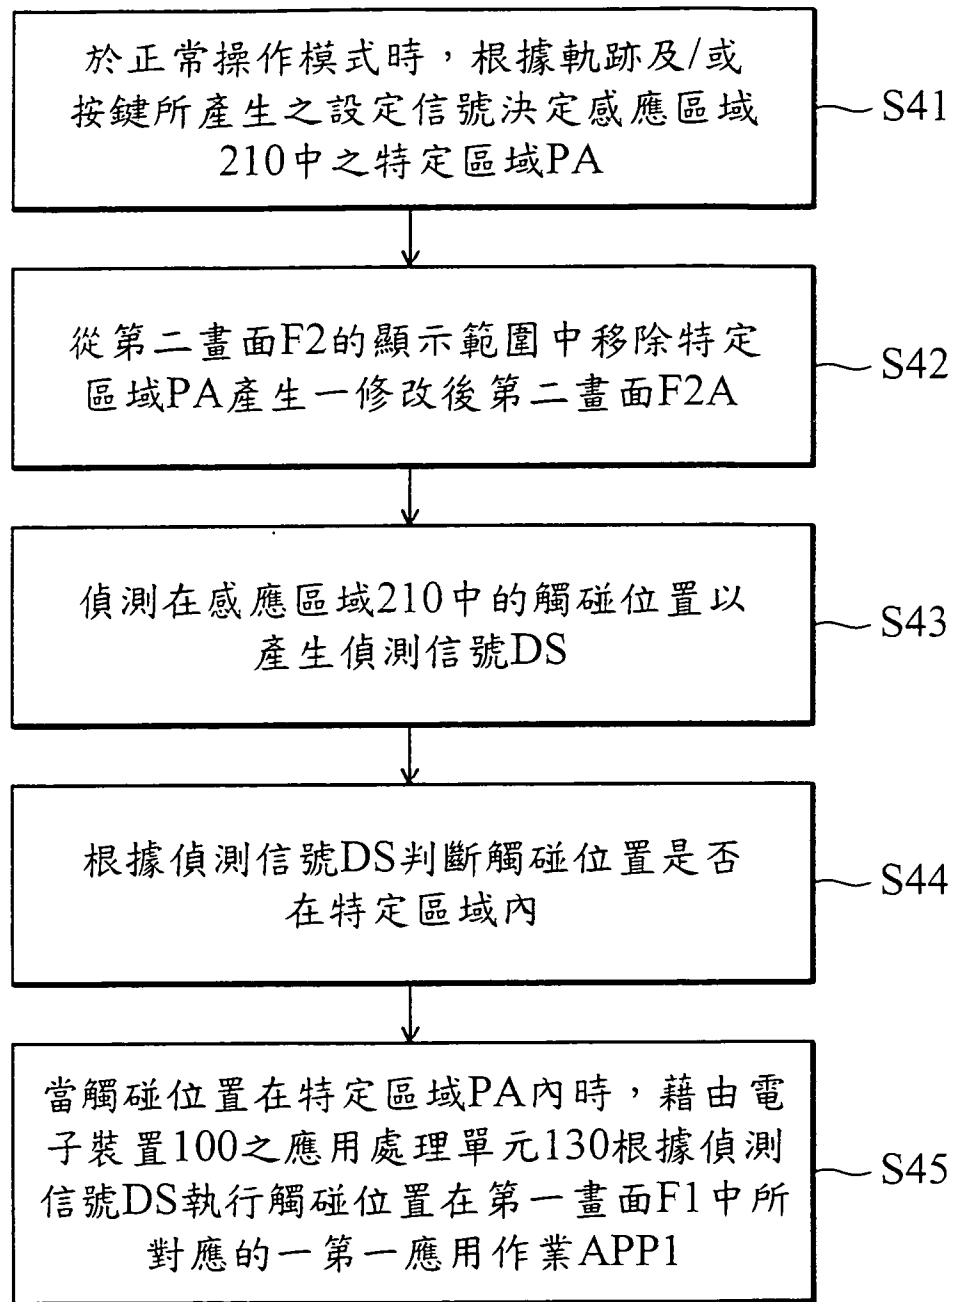 於正常操作模式時，根據軌跡及/或
按鍵所產生之設定信號決定感應區域
210中之特定區域PA
S41
從第二畫面F2的顯示範圍中移除特定
區域PA產生一修改後第二畫面F2A
S42
偵測在感應區域210中的觸碰位置以
產生偵測信號DS
S43
根據偵測信號DS判斷觸碰位置是否
在特定區域內
S44
當觸碰位置在特定區域PA內時，藉由電
子裝置100之應用處理單元130根據偵測
信號DS執行觸碰位置在第一畫面F1中所
對應的一第一應用作業APP1
S45